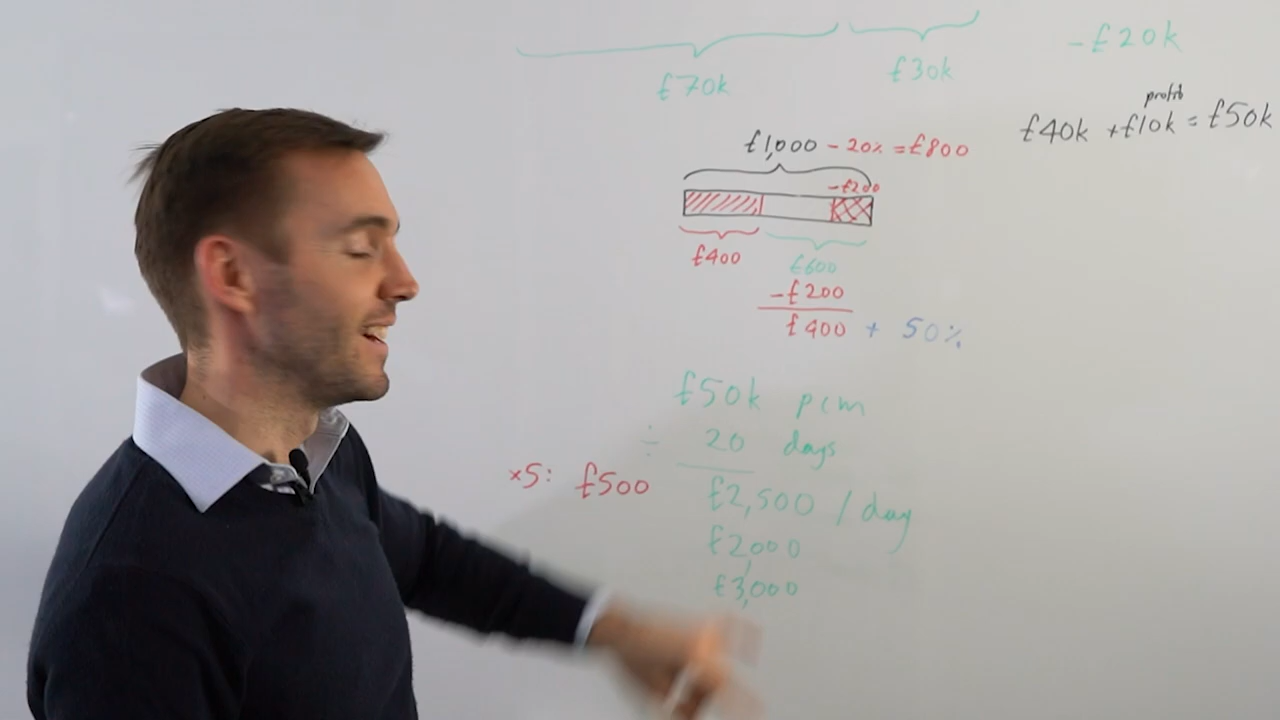 -£20k
£70k
£30k
profit
£40k +£10k = £50k
£1,000 - 20% = £800
-£200
£400
£600
-£200
£400 + 50%
£50k pcm
÷ 20 days
×5: £500
£2,500 / day
£2,000
£3,000